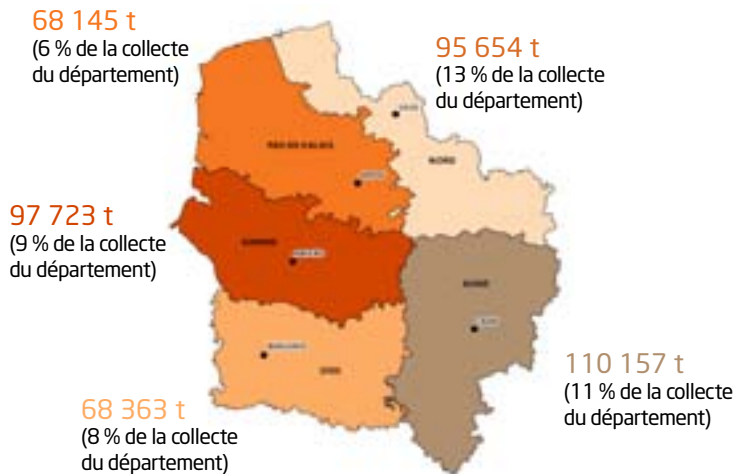 68 145 t
(6 % de la collecte
du département)
95 654 t
(13 % de la collecte
du département)
PAS DE CALAIS
NORD
97 723 t
(9 % de la collecte
du département)
SOMME
AMIENS
110 157 t
(11 % de la collecte
du département)
OISE
68 363 t
(8 % de la collecte
du département)